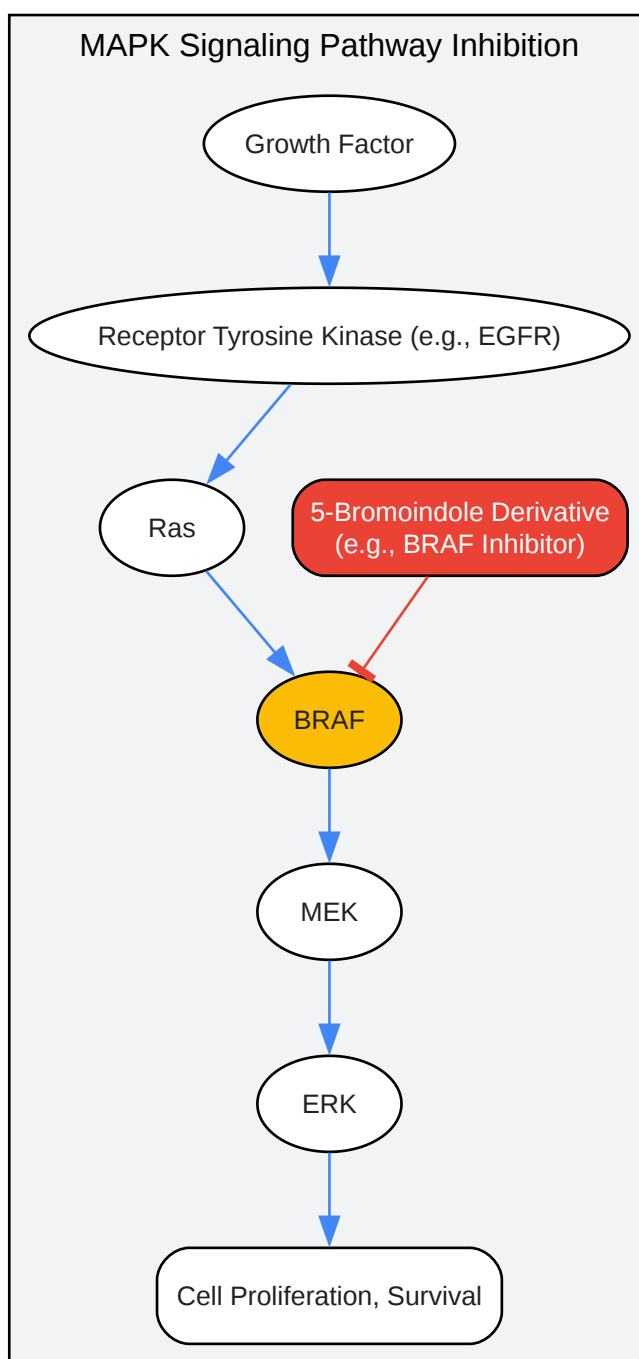 MAPK Signaling Pathway Inhibition
Growth Factor
Receptor Tyrosine Kinase (e.g., EGFR)
Ras
5-Bromoindole Derivative
(e.g., BRAF Inhibitor)
BRAF
MEK
ERK
Cell Proliferation, Survival